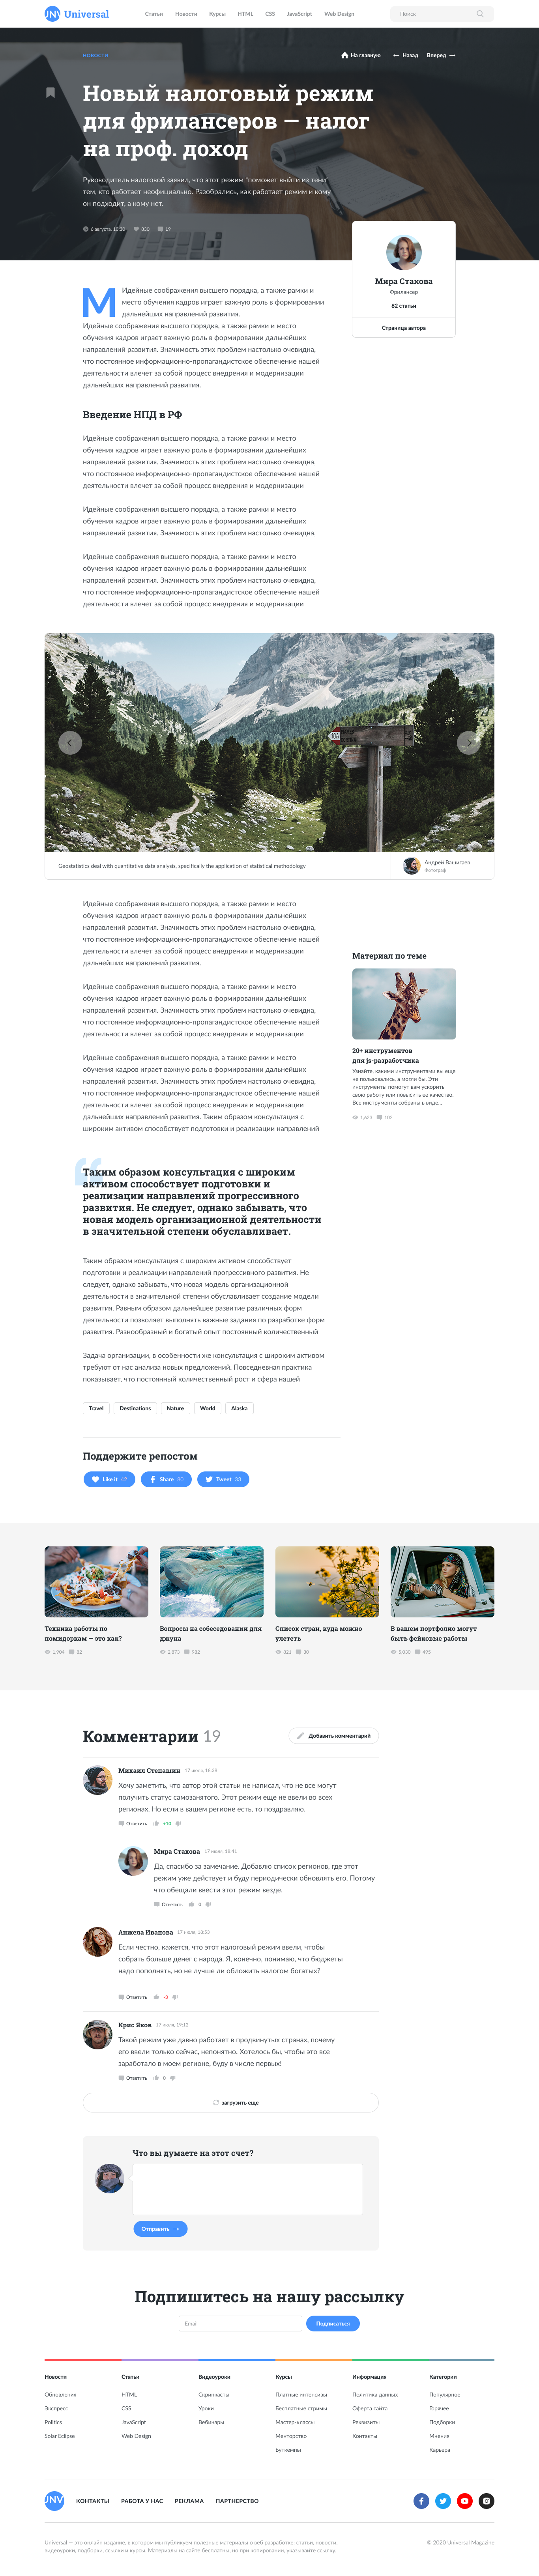 UNV Universal
Статьи Новости Курсы HTML CSS JavaScript Web Design
Поиск
НОВОСТИ
На главную Назад Вперед
Новый налоговый режим
для фрилансеров — налог
на проф. доход
Руководитель налоговой заявил, что этот режим "поможет выйти из тени"
тем, кто работает неофициально. Разобрались, как работает режим и кому
он подходит, а кому нет.
6 августа, 10:30 830 19
Мира Стахова
Фрилансер
82 статьи
Страница автора
М Идейные соображения высшего порядка, а также рамки и
место обучения кадров играет важную роль в формировании
дальнейших направлений развития.
Идейные соображения высшего порядка, а также рамки и место
обучения кадров играет важную роль в формировании дальнейших
направлений развития. Значимость этих проблем настолько очевидна,
что постоянное информационно-пропагандистское обеспечение нашей
деятельности влечет за собой процесс внедрения и модернизации
дальнейших направлений развития.
Введение НПД в РФ
Идейные соображения высшего порядка, а также рамки и место
обучения кадров играет важную роль в формировании дальнейших
направлений развития. Значимость этих проблем настолько очевидна,
что постоянное информационно-пропагандистское обеспечение нашей
деятельности влечет за собой процесс внедрения и модернизации
Идейные соображения высшего порядка, а также рамки и место
обучения кадров играет важную роль в формировании дальнейших
направлений развития. Значимость этих проблем настолько очевидна,
Идейные соображения высшего порядка, а также рамки и место
обучения кадров играет важную роль в формировании дальнейших
направлений развития. Значимость этих проблем настолько очевидна,
что постоянное информационно-пропагандистское обеспечение нашей
деятельности влечет за собой процесс внедрения и модернизации
Geostatistics deal with quantitative data analysis, specifically the application of statistical methodology
Андрей Вашигаев
Фотограф
Идейные соображения высшего порядка, а также рамки и место
обучения кадров играет важную роль в формировании дальнейших
направлений развития. Значимость этих проблем настолько очевидна,
что постоянное информационно-пропагандистское обеспечение нашей
деятельности влечет за собой процесс внедрения и модернизации
дальнейших направлений развития.
Идейные соображения высшего порядка, а также рамки и место
обучения кадров играет важную роль в формировании дальнейших
направлений развития. Значимость этих проблем настолько очевидна,
что постоянное информационно-пропагандистское обеспечение нашей
деятельности влечет за собой процесс внедрения и модернизации
Идейные соображения высшего порядка, а также рамки и место
обучения кадров играет важную роль в формировании дальнейших
направлений развития. Значимость этих проблем настолько очевидна,
что постоянное информационно-пропагандистское обеспечение нашей
деятельности влечет за собой процесс внедрения и модернизации
дальнейших направлений развития. Таким образом консультация с
широким активом способствует подготовки и реализации направлений
Материал по теме
20+ инструментов
для js-разработчика
Узнайте, какими инструментами вы еще
не пользовались, а могли бы. Эти
инструменты помогут вам ускорить
свою работу или повысить ее качество.
Все инструменты собраны в виде...
1,623 102
Таким образом консультация с широким
активом способствует подготовки и
реализации направлений прогрессивного
развития. Не следует, однако забывать, что
новая модель организационной деятельности
в значительной степени обуславливает.
Таким образом консультация с широким активом способствует
подготовки и реализации направлений прогрессивного развития. Не
следует, однако забывать, что новая модель организационной
деятельности в значительной степени обуславливает создание модели
развития. Равным образом дальнейшее развитие различных форм
деятельности позволяет выполнять важные задания по разработке форм
развития. Разнообразный и богатый опыт постоянный количественный
Задача организации, в особенности же консультация с широким активом
требуют от нас анализа новых предложений. Повседневная практика
показывает, что постоянный количественный рост и сфера нашей
Travel Destinations Nature World Alaska
Поддержите репостом
Like it 42 Share 50 Tweet 23
Техника работы по
помидоркам — это как?
1,904 82
Вопросы на собеседовании для
джуна
2,873 982
Список стран, куда можно
улететь
821 30
В вашем портфолио могут
быть фейковые работы
1,030 495
Комментарии 19
Добавить комментарий
Михаил Степашин 17 июля, 18:38
Хочу заметить, что автор этой статьи не написал, что не все могут
получить статус самозанятого. Этот режим еще не ввели во всех
регионах. Но если в вашем регионе есть, то поздравляю.
Ответить +10
Мира Стахова 17 июля, 18:41
Да, спасибо за замечание. Добавлю список регионов, где этот
режим уже действует и буду периодически обновлять его. Потому
что обещали ввести этот режим везде.
Ответить 0
Анжела Иванова 17 июля, 18:53
Если честно, кажется, что этот налоговый режим ввели, чтобы
собрать больше денег с народа. Я, конечно, понимаю, что бюджеты
надо пополнять, но не лучше ли обложить налогом богатых?
Ответить -3
Крис Яков 17 июля, 19:12
Такой режим уже давно работает в продвинутых странах, почему
его ввели только сейчас, непонятно. Хотелось бы, чтобы это все
заработало в моем регионе, буду в числе первых!
Ответить 0
загрузить еще
Что вы думаете на этот счет?
Отправить
Подпишитесь на нашу рассылку
Email
Подписаться
Новости Статьи Видеоуроки Курсы Информация Категории
Обновления HTML Скринкасты Платные интенсивы Политика данных Популярное
Экспресс CSS Уроки Бесплатные стримы Оферта сайта Горячее
Politics JavaScript Вебинары Мастер-классы Реквизиты Подборки
Solar Eclipse Web Design Менторство Контакты Мнения
Буткемпы Карьера
UNV КОНТАКТЫ РАБОТА У НАС РЕКЛАМА ПАРТНЕРСТВО
Universal — это онлайн издание, в котором мы публикуем полезные материалы о веб разработке: статьи, новости,
видеоуроки, подборки, ссылки и курсы. Материалы на сайте бесплатны, но при копировании, указывайте ссылку.
© 2020 Universal Magazine